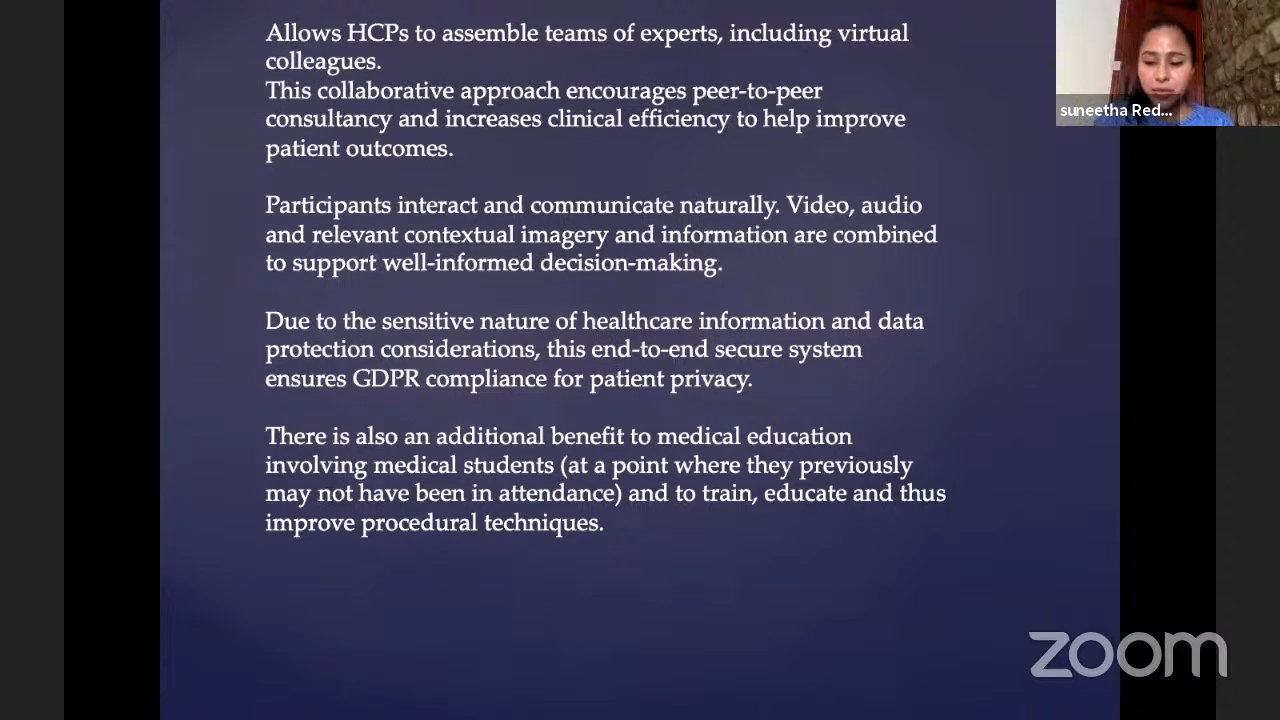 Allows HCPs to assemble teams of experts, including virtual
colleagues.
This collaborative approach encourages peer-to-peer
consultancy and increases clinical efficiency to help improve
patient outcomes.
Participants interact and communicate naturally. Video, audio
and relevant contextual imagery and information are combined
to support well-informed decision-making.
Due to the sensitive nature of healthcare information and data
protection considerations, this end-to-end secure system
ensures GDPR compliance for patient privacy.
There is also an additional benefit to medical education
involving medical students (at a point where they previously
may not have been in attendance) and to train, educate and thus
improve procedural techniques.
suneetha Red...
zoom